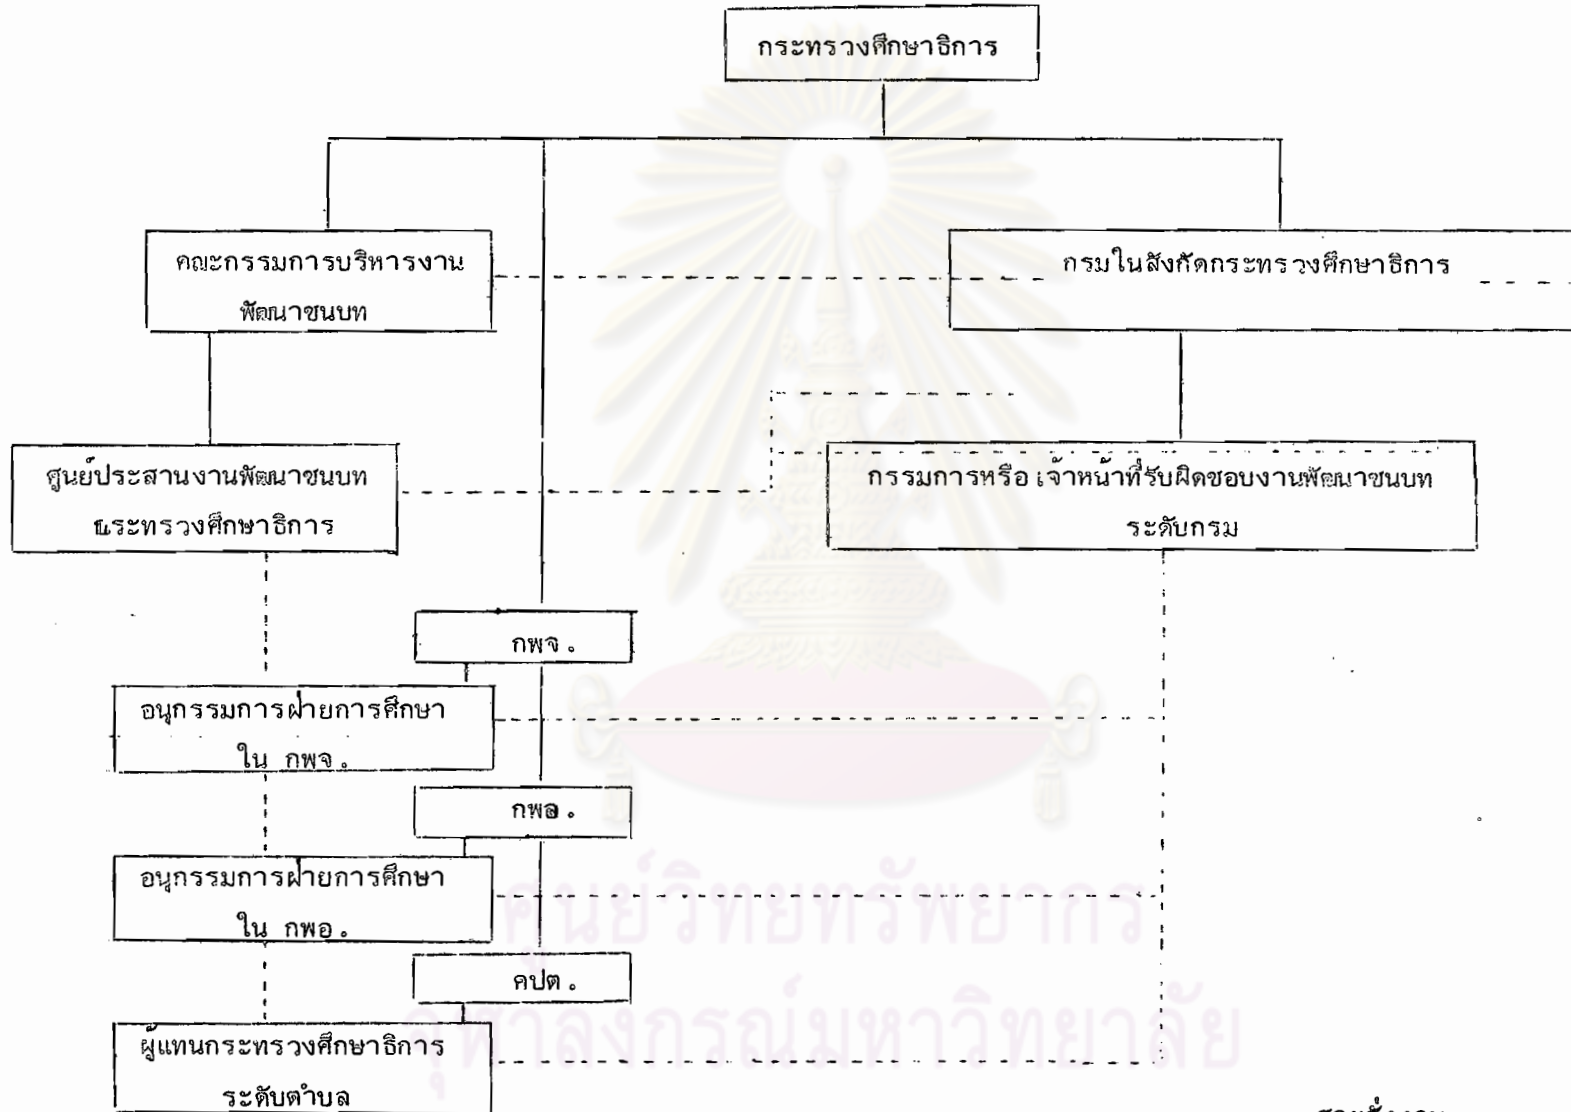 กระทรวงศึกษาธิการ
คณะกรรมการบริหารงาน
พัฒนาชนบท
กรมในสังกัดกระทรวงศึกษาธิการ
ศูนย์ประสานงานพัฒนาชนบท
กระทรวงศึกษาธิการ
กรรมการหรือเจ้าหน้าที่รับผิดชอบงานพัฒนาชนบท
ระดับกรม
กพจ.
อนุกรรมการฝ่ายการศึกษา
ใน กพจ.
กพอ.
อนุกรรมการฝ่ายการศึกษา
ใน กพอ.
คปต.
ผู้แทนกระทรวงศึกษาธิการ
ระดับตำบล
ศูนย์วิทยทรัพยากร
จุฬาลงกรณ์มหาวิทยาลัย